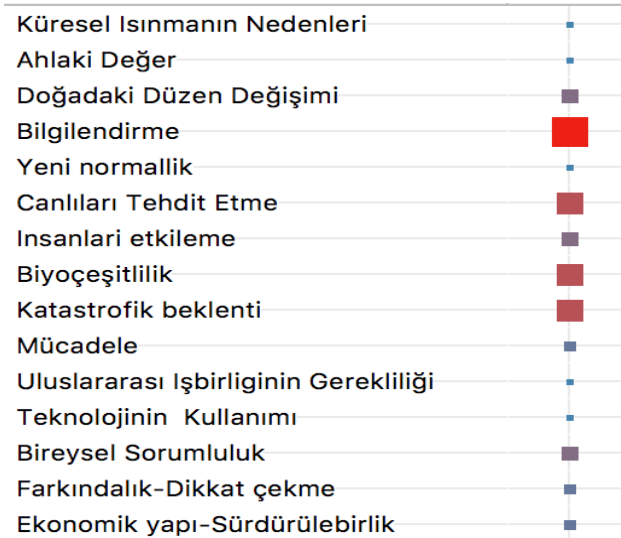 Küresel Isınmanın Nedenleri
Ahlaki Değer
Doğadaki Düzen Değişimi
Bilgilendirme
Yeni normallik
Canlıları Tehdit Etme
Insanlari etkileme
Biyoçeşitlilik
Katastrofik beklenti
Mücadele
Uluslararası Işbirliginin Gerekliliği
Teknolojinin  Kullanımı
Bireysel Sorumluluk
Farkındalık-Dikkat çekme
Ekonomik yapı-Sürdürülebirlik